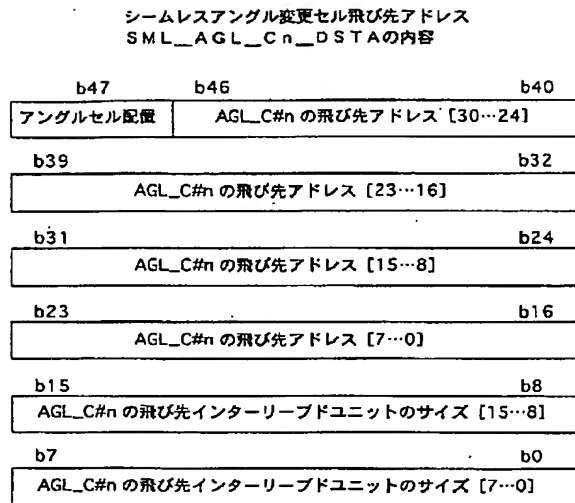 シームレスアングル変更セル飛び先アドレス
SML__AGL__Cn__DSTAの内容
b47 b46 b40
アングルセル配置 AGL_C#n の飛び先アドレス [30…24]
b39 b32
AGL_C#n の飛び先アドレス [23…16]
b31 b24
AGL_C#n の飛び先アドレス [15…8]
b23 b16
AGL_C#n の飛び先アドレス [7…0]
b15 b8
AGL_C#n の飛び先インターリーブドユニットのサイズ [15…8]
b7 b0
AGL_C#n の飛び先インターリーブドユニットのサイズ [7…0]